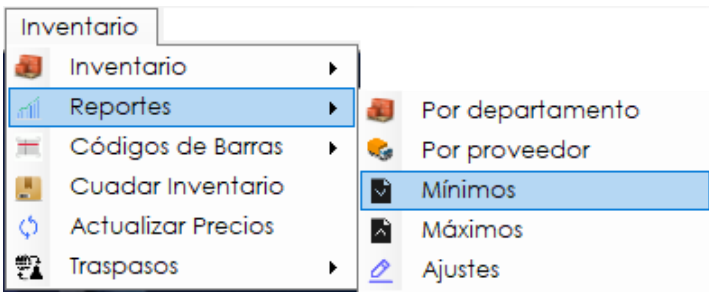 Inventario
Inventario
Reportes
Códigos de Barras
Cuadar Inventario
Actualizar Precios
Traspasos
Por departamento
Por proveedor
Mínimos
Máximos
Ajustes